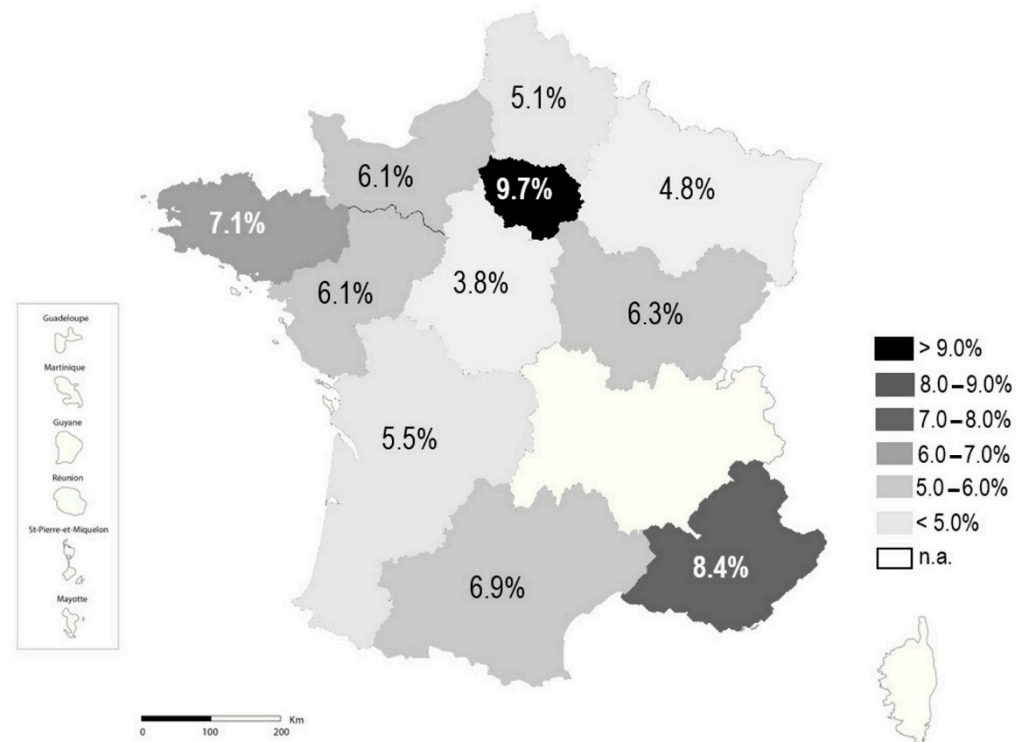 5.1%
6.1%
9.7%
4.8%
7.1%
6.1%
3.8%
6.3%
5.5%
6.9%
8.4%
Guadeloupe
Martinique
Guyane
Réunion
St-Pierre-et-Miquelon
Mayotte
> 9.0%
8.0–9.0%
7.0–8.0%
6.0–7.0%
5.0–6.0%
< 5.0%
n.a.
Km
0 100 200